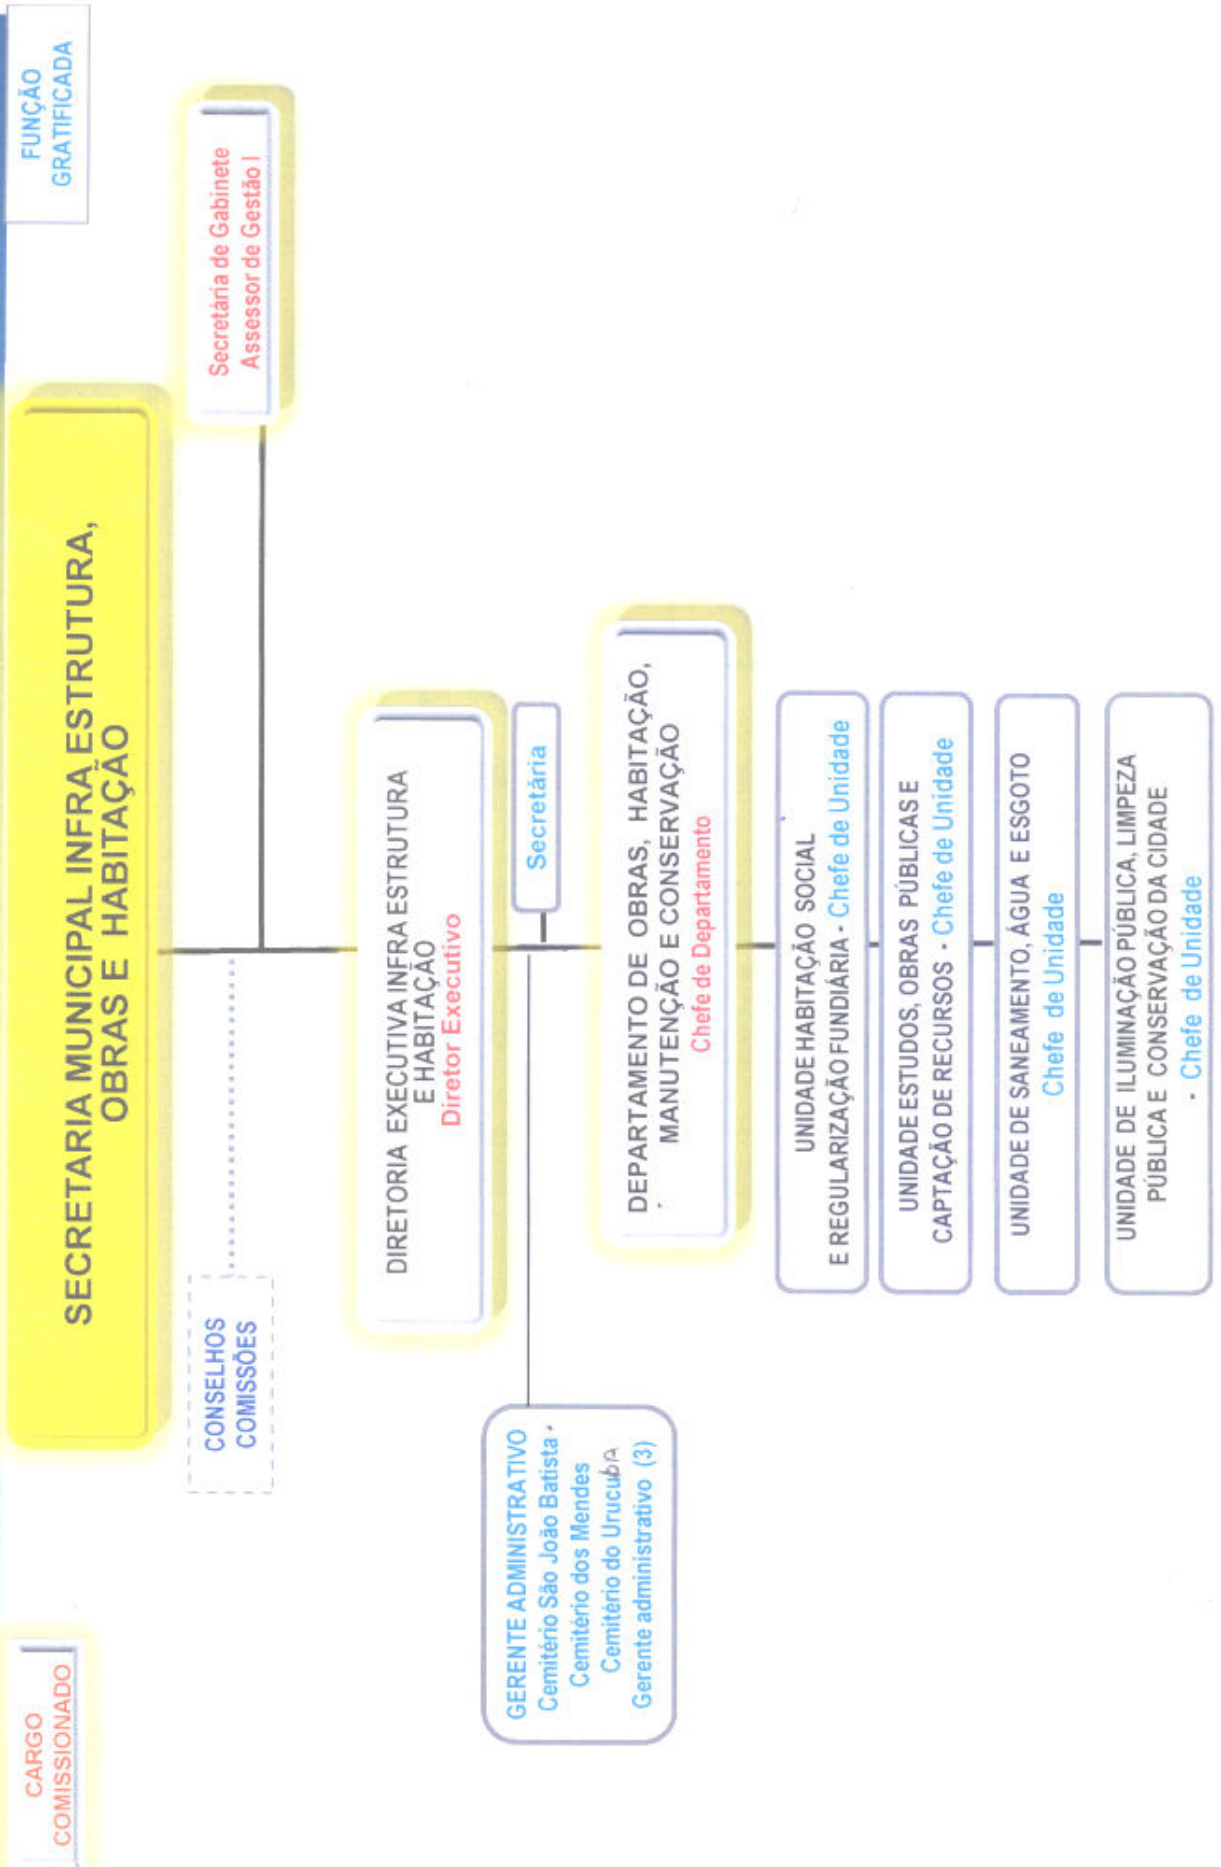 CARGO
COMISSIONADO
FUNÇÃO
GRATIFICADA
SECRETARIA MUNICIPAL INFRA ESTRUTURA,
OBRAS E HABITAÇÃO
Secretária de Gabinete
Assessor de Gestão I
CONSELHOS
COMISSÕES
DIRETORIA EXECUTIVA INFRA ESTRUTURA
E HABITAÇÃO
Diretor Executivo
Secretária
GERENTE ADMINISTRATIVO
Cemitério São João Batista -
Cemitério dos Mendes
Cemitério do Urucuba
Gerente administrativo (3)
DEPARTAMENTO DE OBRAS, HABITAÇÃO,
MANUTENÇÃO E CONSERVAÇÃO
Chefe de Departamento
UNIDADE HABITAÇÃO SOCIAL
E REGULARIZAÇÃO FUNDIÁRIA - Chefe de Unidade
UNIDADE ESTUDOS, OBRAS PÚBLICAS E
CAPTAÇÃO DE RECURSOS - Chefe de Unidade
UNIDADE DE SANEAMENTO, ÁGUA E ESGOTO
Chefe de Unidade
UNIDADE DE ILUMINAÇÃO PÚBLICA, LIMPEZA
PÚBLICA E CONSERVAÇÃO DA CIDADE
- Chefe de Unidade